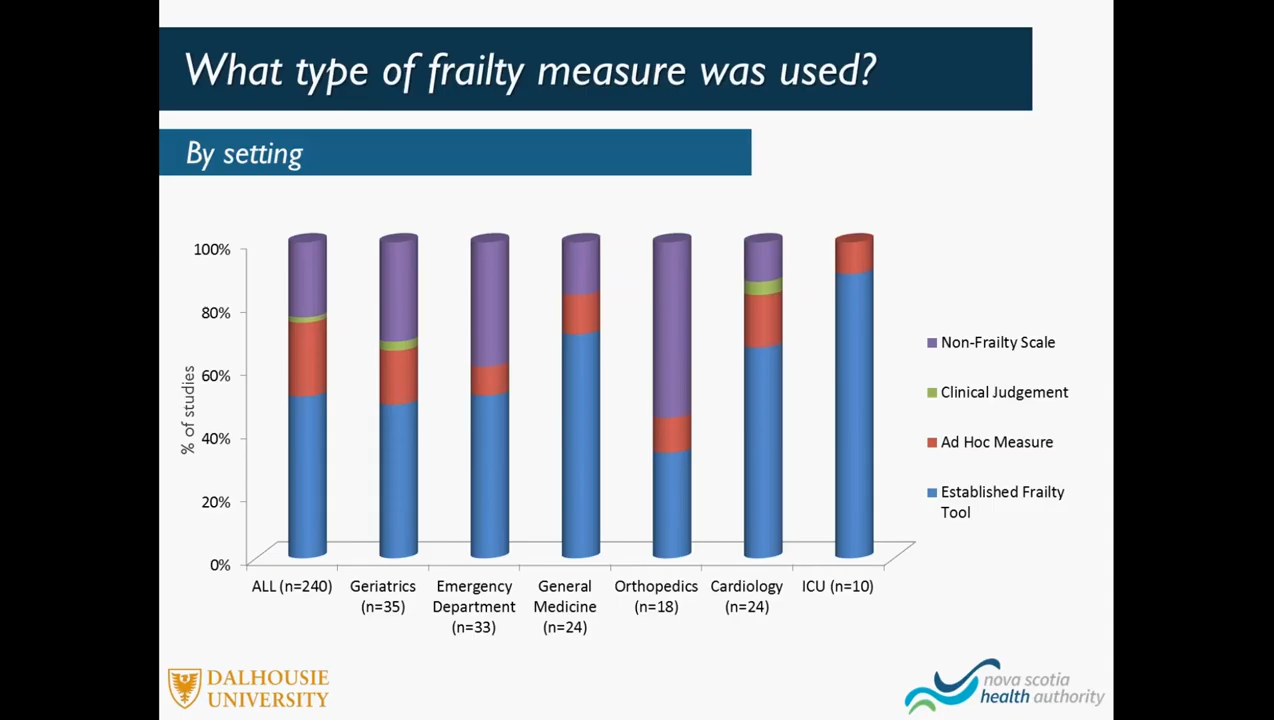 What type of frailty measure was used?
By setting
100%
80%
60%
40%
20%
0%
% of studies
ALL (n=240)
Geriatrics
(n=35)
Emergency
Department
(n=33)
General
Medicine
(n=24)
Orthopedics
(n=18)
Cardiology
(n=24)
ICU (n=10)
Non-Frailty Scale
Clinical Judgement
Ad Hoc Measure
Established Frailty
Tool
DALHOUSIE
UNIVERSITY
nova scotia
health authority